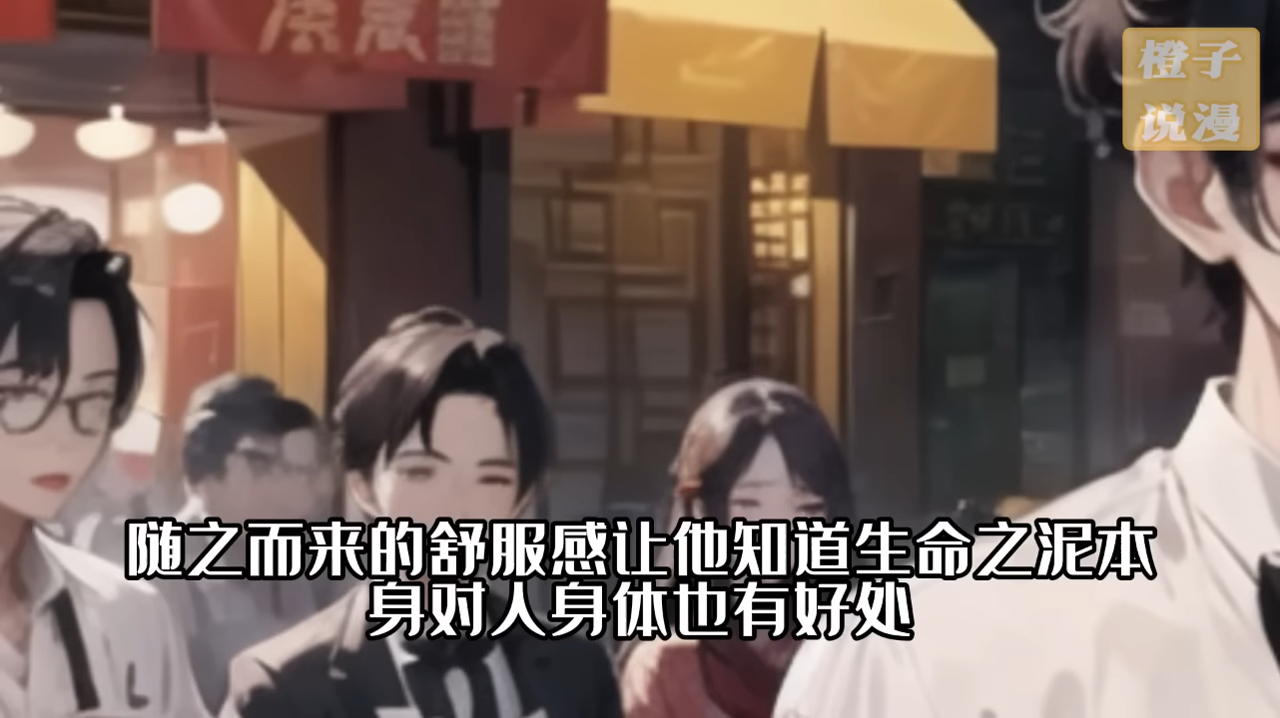 橙子
说漫
随之而来的舒服感让他知道生命之泥本
身对人身体也有好处